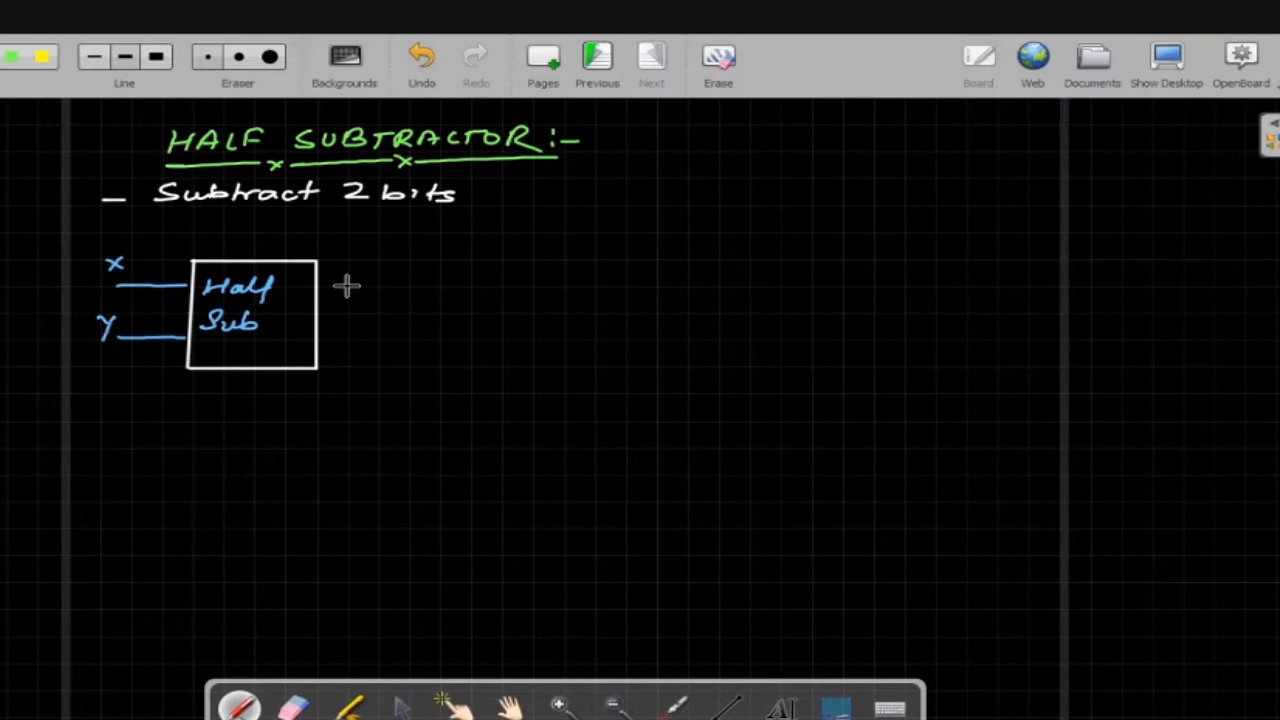 Line
Eraser
Backgrounds
Undo
Redo
Pages
Previous
Next
Erase
Board
Web
Documents
Show Desktop
OpenBoard
HALF SUBTRACTOR:-
- Subtract 2 bits
X
Half
Y
Sub
AI